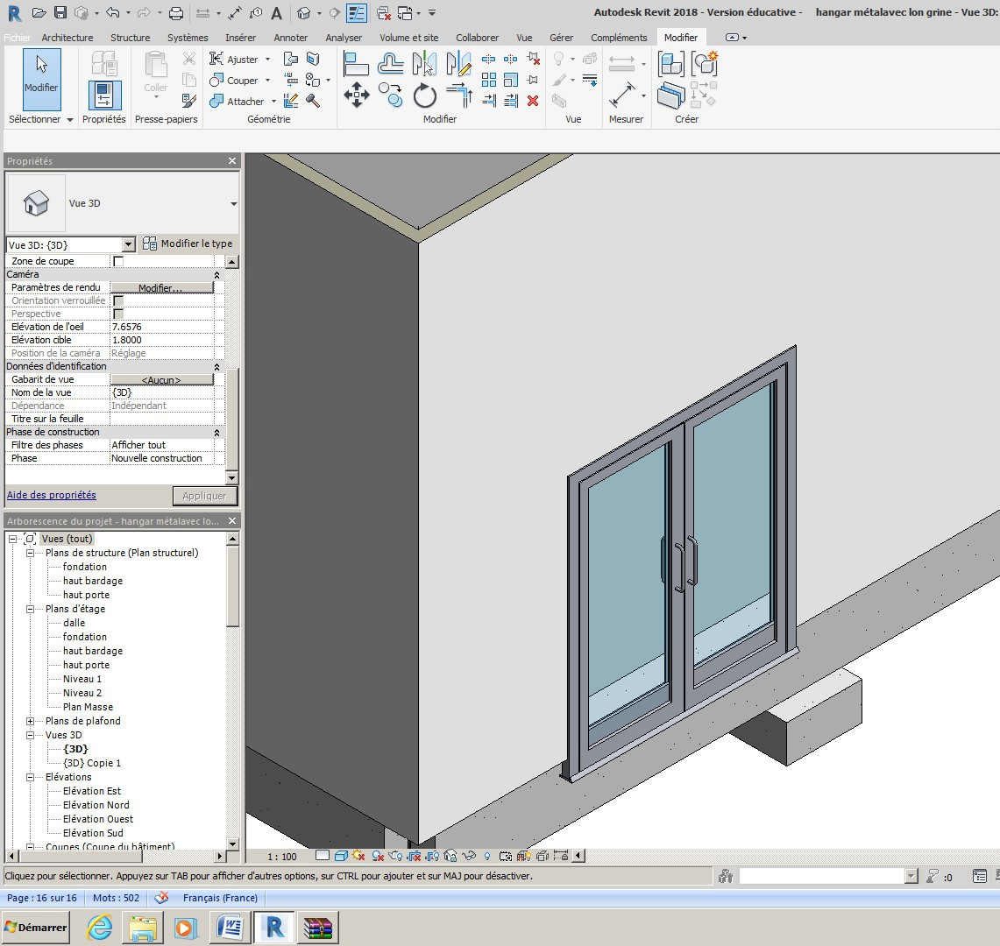 Autodesk Revit 2018 - Version éducative - hangar métalavec lon grine - Vue 3D:
Fichier Architecture Structure Systèmes Insérer Annoter Analyser Volume et site Collaborer Vue Gérer Compléments Modifier
Modifier
Coller
Ajuster
Couper
Attacher
Sélectionner Propriétés Presse-papiers Géométrie Modifier Vue Mesurer Créer
Propriétés
Vue 3D
Vue 3D: {3D} Modifier le type
Zone de coupe
Caméra
Paramètres de rendu Modifier...
Orientation verrouillée
Perspective
Elévation de l'oeil 7.6576
Elévation cible 1.8000
Position de la caméra Réglage
Données d'identification
Gabarit de vue <Aucun>
Nom de la vue {3D}
Dépendance Indépendant
Titre sur la feuille
Phase de construction
Filtre des phases Afficher tout
Phase Nouvelle construction
Aide des propriétés Appliquer
Arborescence du projet - hangar métalavec lo...
Vues (tout)
Plans de structure (Plan structurel)
fondation
haut bardage
haut porte
Plans d'étage
dalle
fondation
haut bardage
haut porte
Niveau 1
Niveau 2
Plan Masse
Plans de plafond
Vues 3D
{3D}
{3D} Copie 1
Elévations
Elévation Est
Elévation Nord
Elévation Ouest
Elévation Sud
Coupes (Coupe du bâtiment)
1 : 100
Cliquez pour sélectionner. Appuyez sur TAB pour afficher d'autres options, sur CTRL pour ajouter et sur MAJ pour désactiver.
:0
Page : 16 sur 16 Mots : 502 Français (France)
Démarrer